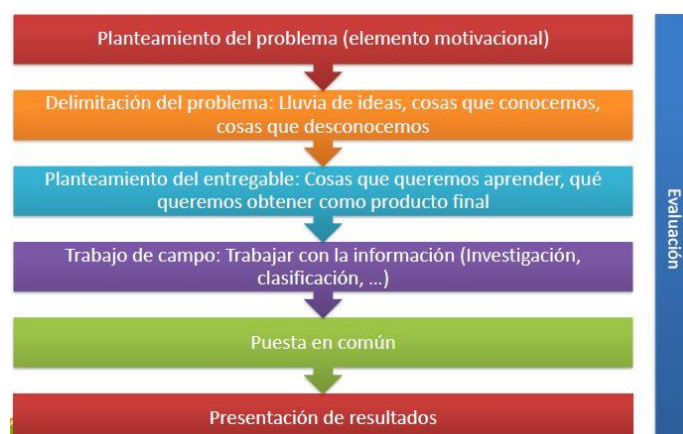 Planteamiento del problema (elemento motivacional)
Delimitación del problema: Lluvia de ideas, cosas que conocemos,
cosas que desconocemos
Planteamiento del entregable: Cosas que queremos aprender, qué
queremos obtener como producto final
Trabajo de campo: Trabajar con la información (Investigación,
clasificación, ...)
Puesta en común
Presentación de resultados
Evaluación